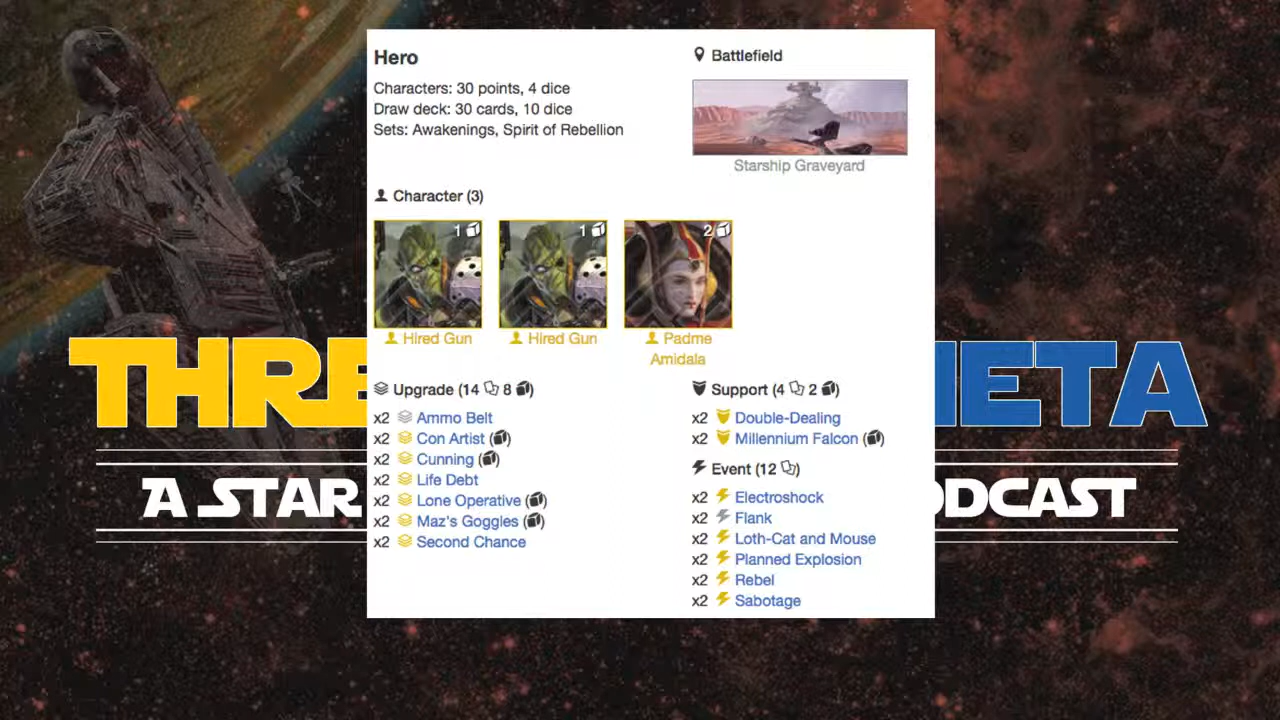 Hero
Characters: 30 points, 4 dice
Draw deck: 30 cards, 10 dice
Sets: Awakenings, Spirit of Rebellion
Battlefield
Starship Graveyard
Character (3)
1
1
2
Hired Gun
Hired Gun
Padme
Amidala
Upgrade (14 8)
x2 Ammo Belt
x2 Con Artist ()
x2 Cunning ()
x2 Life Debt
x2 Lone Operative ()
x2 Maz's Goggles ()
x2 Second Chance
Support (4 2)
x2 Double-Dealing
x2 Millennium Falcon ()
Event (12)
x2 Electroshock
x2 Flank
x2 Loth-Cat and Mouse
x2 Planned Explosion
x2 Rebel
x2 Sabotage
THRE ETA
A STAR ODCAST